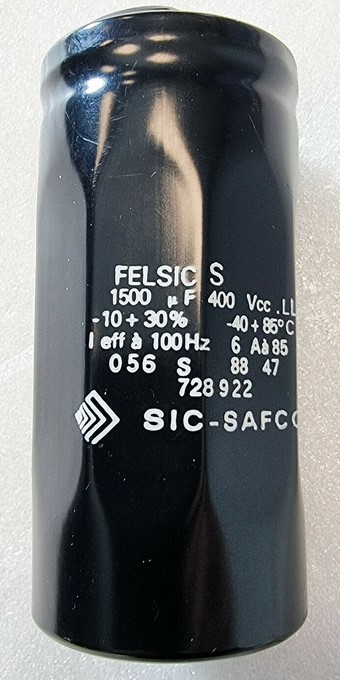 FELSIC S
1500 µF 400 Vcc . LL
-10 + 30% -40 + 85°C
I eff à 100Hz 6 Aà 85
056 S 88 47
728 922
SIC-SAFCO